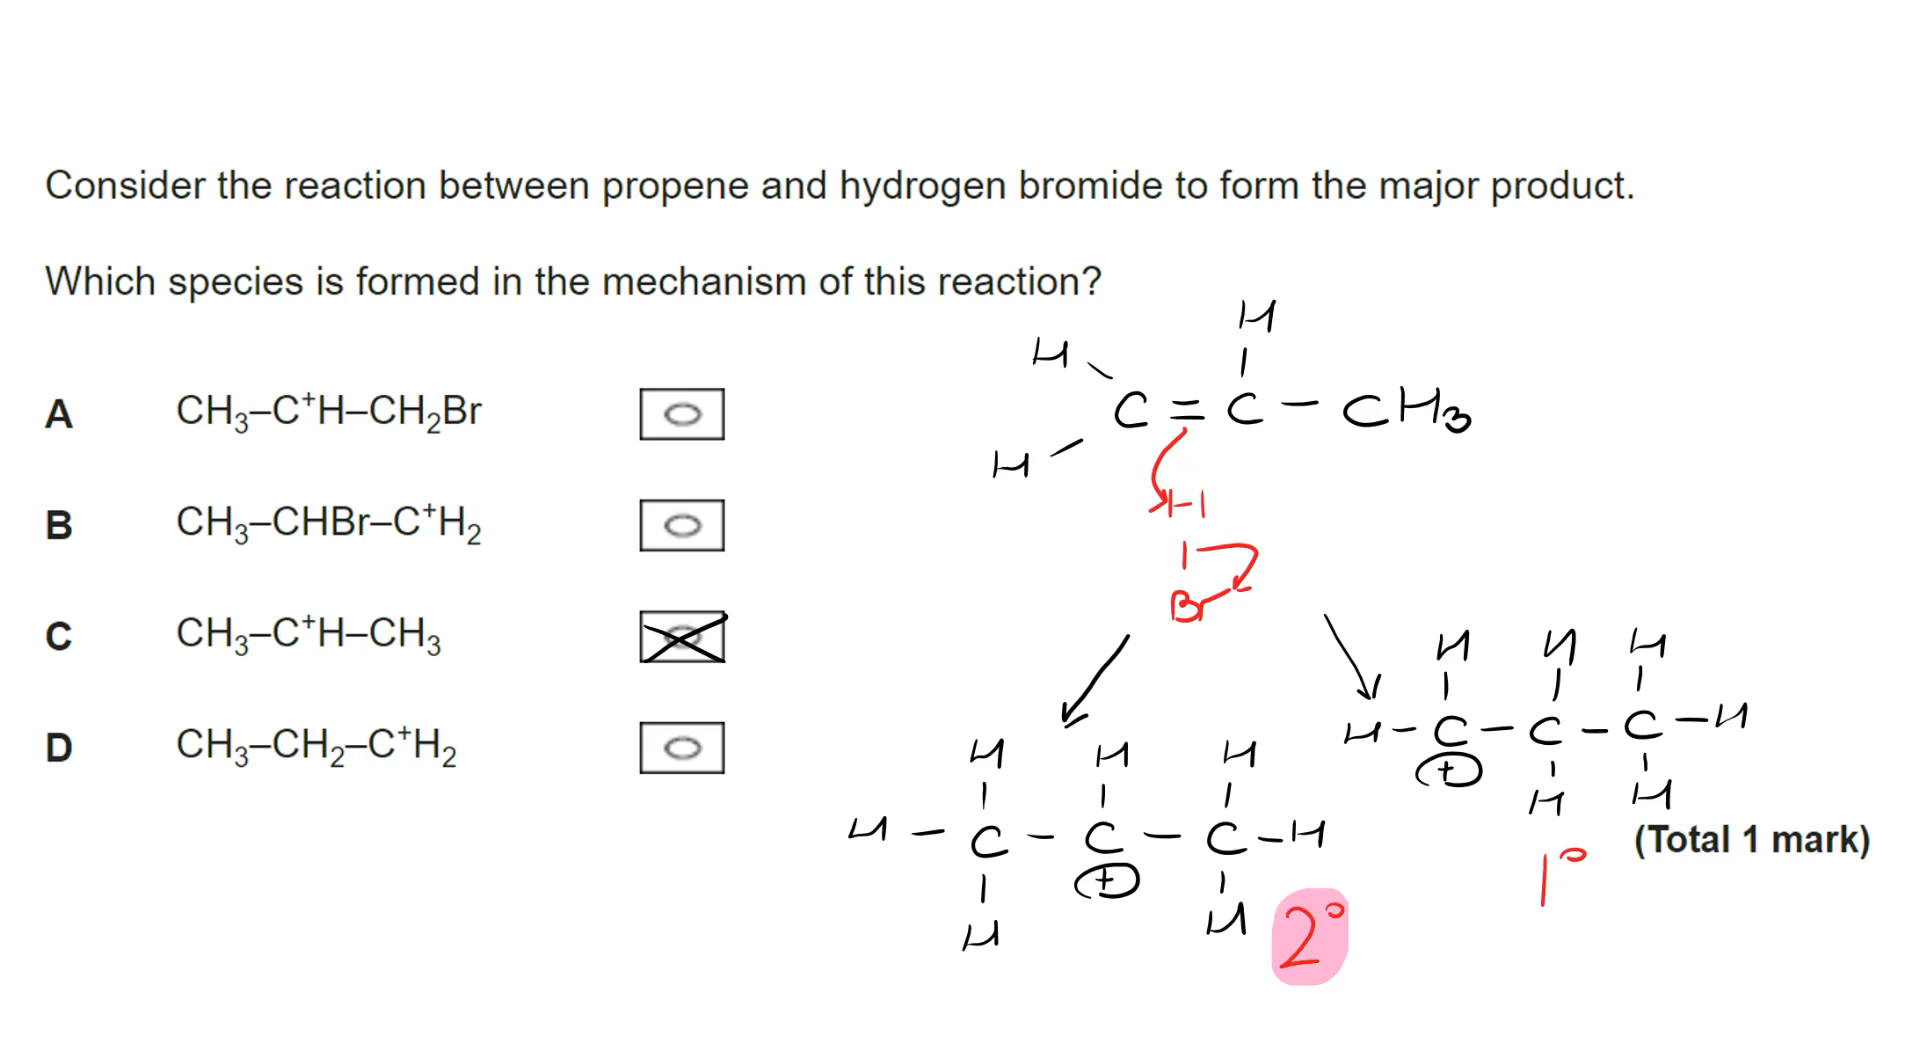 Consider the reaction between propene and hydrogen bromide to form the major product.
Which species is formed in the mechanism of this reaction?
A CH₃–C⁺H–CH₂Br
B CH₃–CHBr–C⁺H₂
C CH₃–C⁺H–CH₃
D CH₃–CH₂–C⁺H₂
H
H
C = C – CH₃
H
H
Br
H H H
H – C – C – C – H
+
H H
1°
(Total 1 mark)
H H H
H – C – C – C – H
+
H H
2°